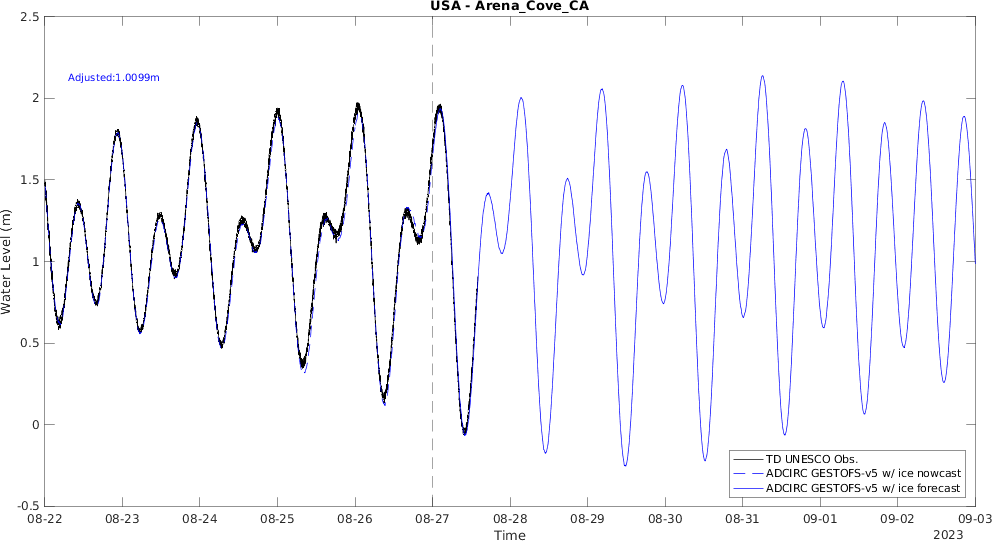 USA - Arena_Cove_CA
Adjusted:1.0099m
2.5
2
1.5
1
0.5
0
-0.5
Water Level (m)
08-22 08-23 08-24 08-25 08-26 08-27 08-28 08-29 08-30 08-31 09-01 09-02 09-03
Time
2023
TD UNESCO Obs.
ADCIRC GESTOFS-v5 w/ ice nowcast
ADCIRC GESTOFS-v5 w/ ice forecast